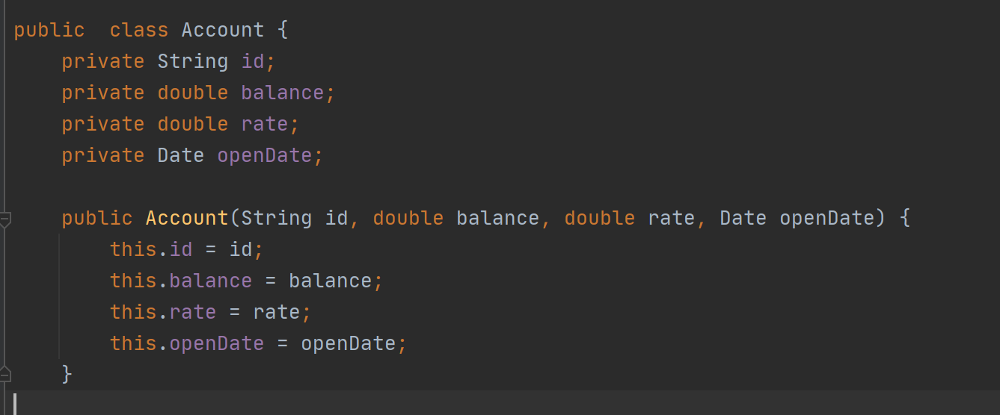 public  class Account {
    private String id;
    private double balance;
    private double rate;
    private Date openDate;

    public Account(String id, double balance, double rate, Date openDate) {
        this.id = id;
        this.balance = balance;
        this.rate = rate;
        this.openDate = openDate;
    }